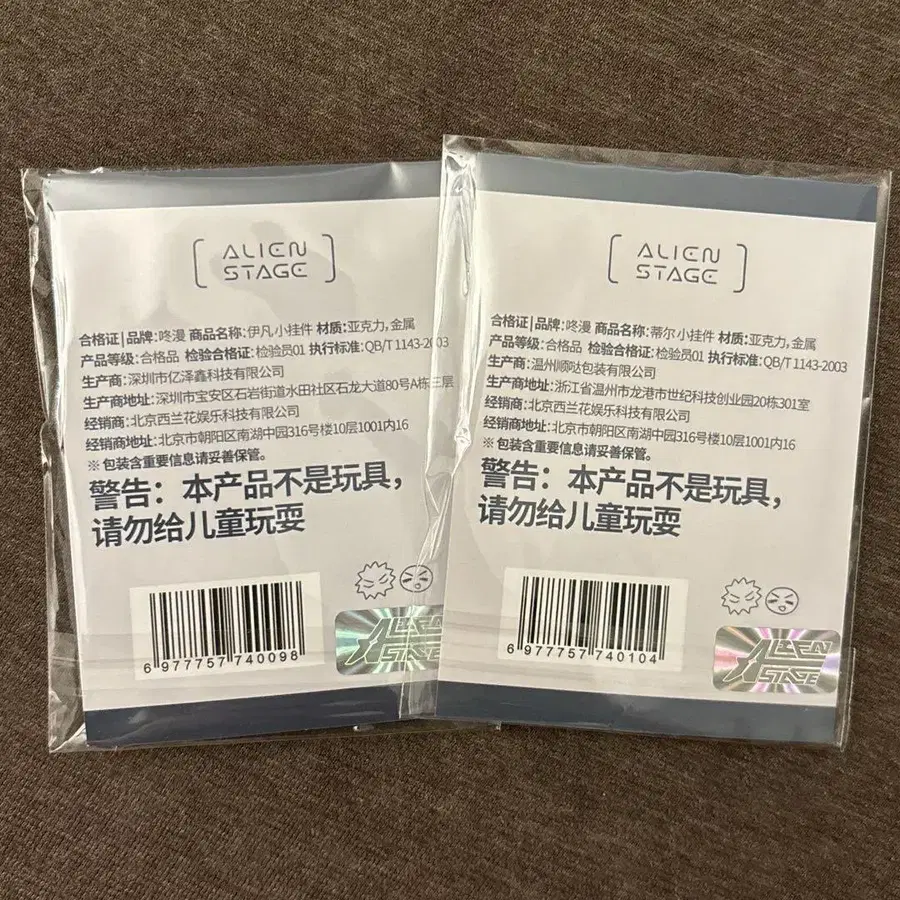 ALIEN
STAGE
合格证 | 品牌: 咚漫 商品名称: 伊凡 小挂件 材质: 亚克力, 金属
产品等级: 合格品 检验合格证: 检验员01 执行标准: QB/T 1143-2003
生产商: 深圳市亿泽鑫科技有限公司
生产商地址: 深圳市宝安区石岩街道水田社区石龙大道80号A栋三层
经销商: 北京西兰花娱乐科技有限公司
经销商地址: 北京市朝阳区南湖中园316号楼10层1001内16
※ 包装含重要信息请妥善保管。
警告：本产品不是玩具，
请勿给儿童玩耍
6 977757 740098
ALIEN
STAGE
ALIEN
STAGE
合格证 | 品牌: 咚漫 商品名称: 蒂尔 小挂件 材质: 亚克力, 金属
产品等级: 合格品 检验合格证: 检验员01 执行标准: QB/T 1143-2003
生产商: 温州顺哒包装有限公司
生产商地址: 浙江省温州市龙港市世纪科技创业园20栋301室
经销商: 北京西兰花娱乐科技有限公司
经销商地址: 北京市朝阳区南湖中园316号楼10层1001内16
※ 包装含重要信息请妥善保管。
警告：本产品不是玩具，
请勿给儿童玩耍
6 977757 740104
ALIEN
STAGE